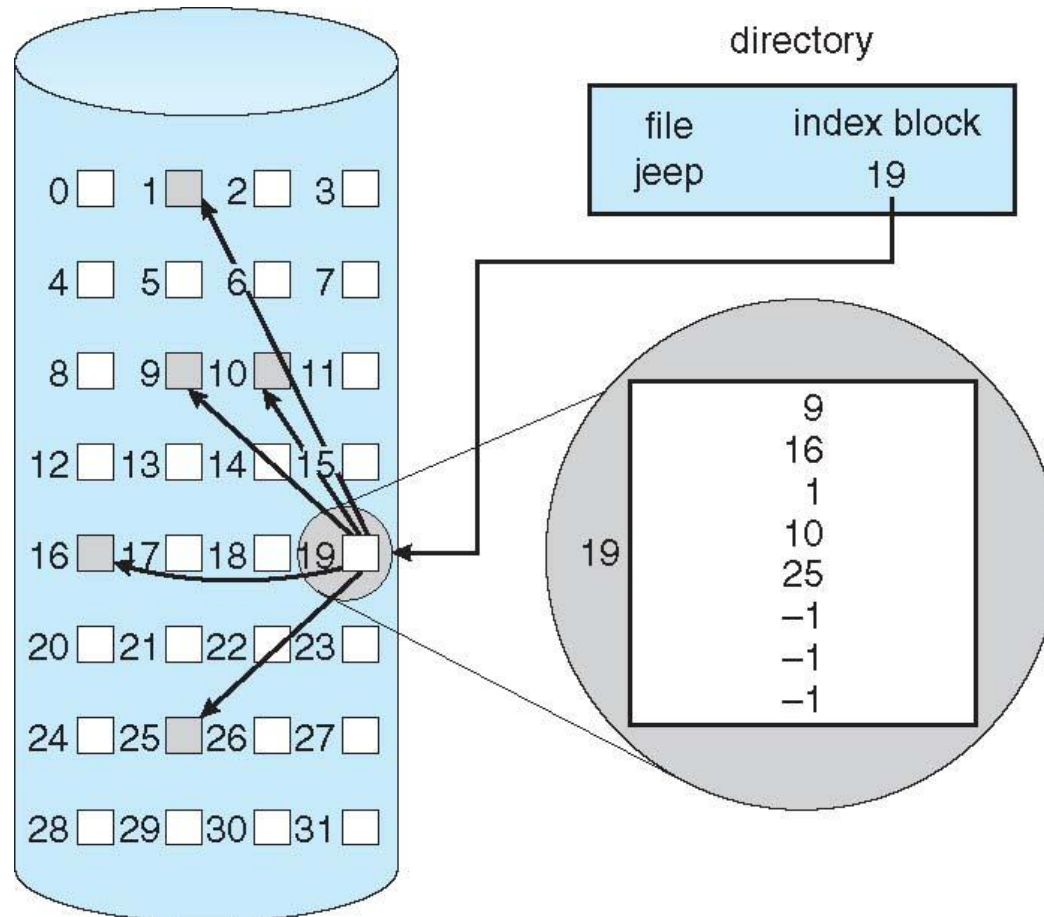 directory
file index block
jeep 19
0 1 2 3
4 5 6 7
8 9 10 11
12 13 14 15
16 17 18 19
20 21 22 23
24 25 26 27
28 29 30 31
19
9
16
1
10
25
–1
–1
–1